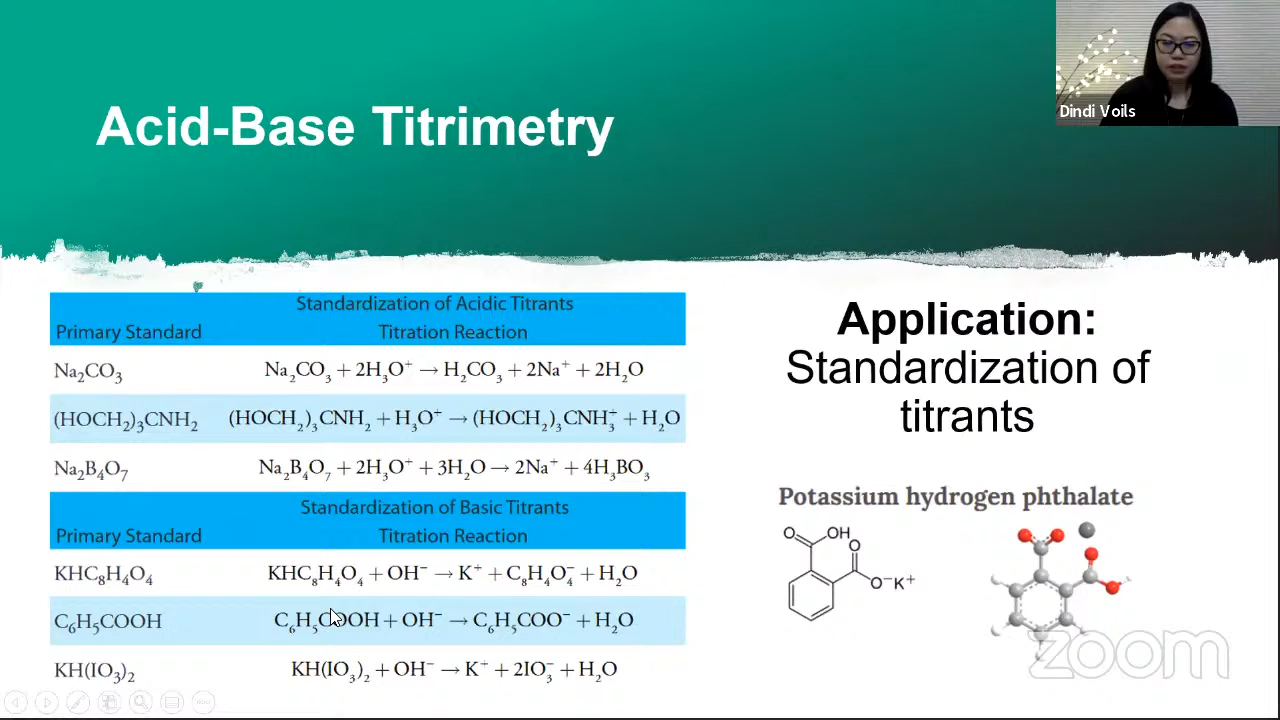 Acid-Base Titrimetry
Dindi Voils
Standardization of Acidic Titrants
Primary Standard Titration Reaction
Na₂CO₃ Na₂CO₃ + 2H₃O⁺ → H₂CO₃ + 2Na⁺ + 2H₂O
(HOCH₂)₃CNH₂ (HOCH₂)₃CNH₂ + H₃O⁺ → (HOCH₂)₃CNH₃⁺ + H₂O
Na₂B₄O₇ Na₂B₄O₇ + 2H₃O⁺ + 3H₂O → 2Na⁺ + 4H₃BO₃
Standardization of Basic Titrants
Primary Standard Titration Reaction
KHC₈H₄O₄ KHC₈H₄O₄ + OH⁻ → K⁺ + C₈H₄O₄⁻ + H₂O
C₆H₅COOH C₆H₅COOH + OH⁻ → C₆H₅COO⁻ + H₂O
KH(IO₃)₂ KH(IO₃)₂ + OH⁻ → K⁺ + 2IO₃⁻ + H₂O
Application:
Standardization of
titrants
Potassium hydrogen phthalate
O OH
O
O⁻K⁺
zoom